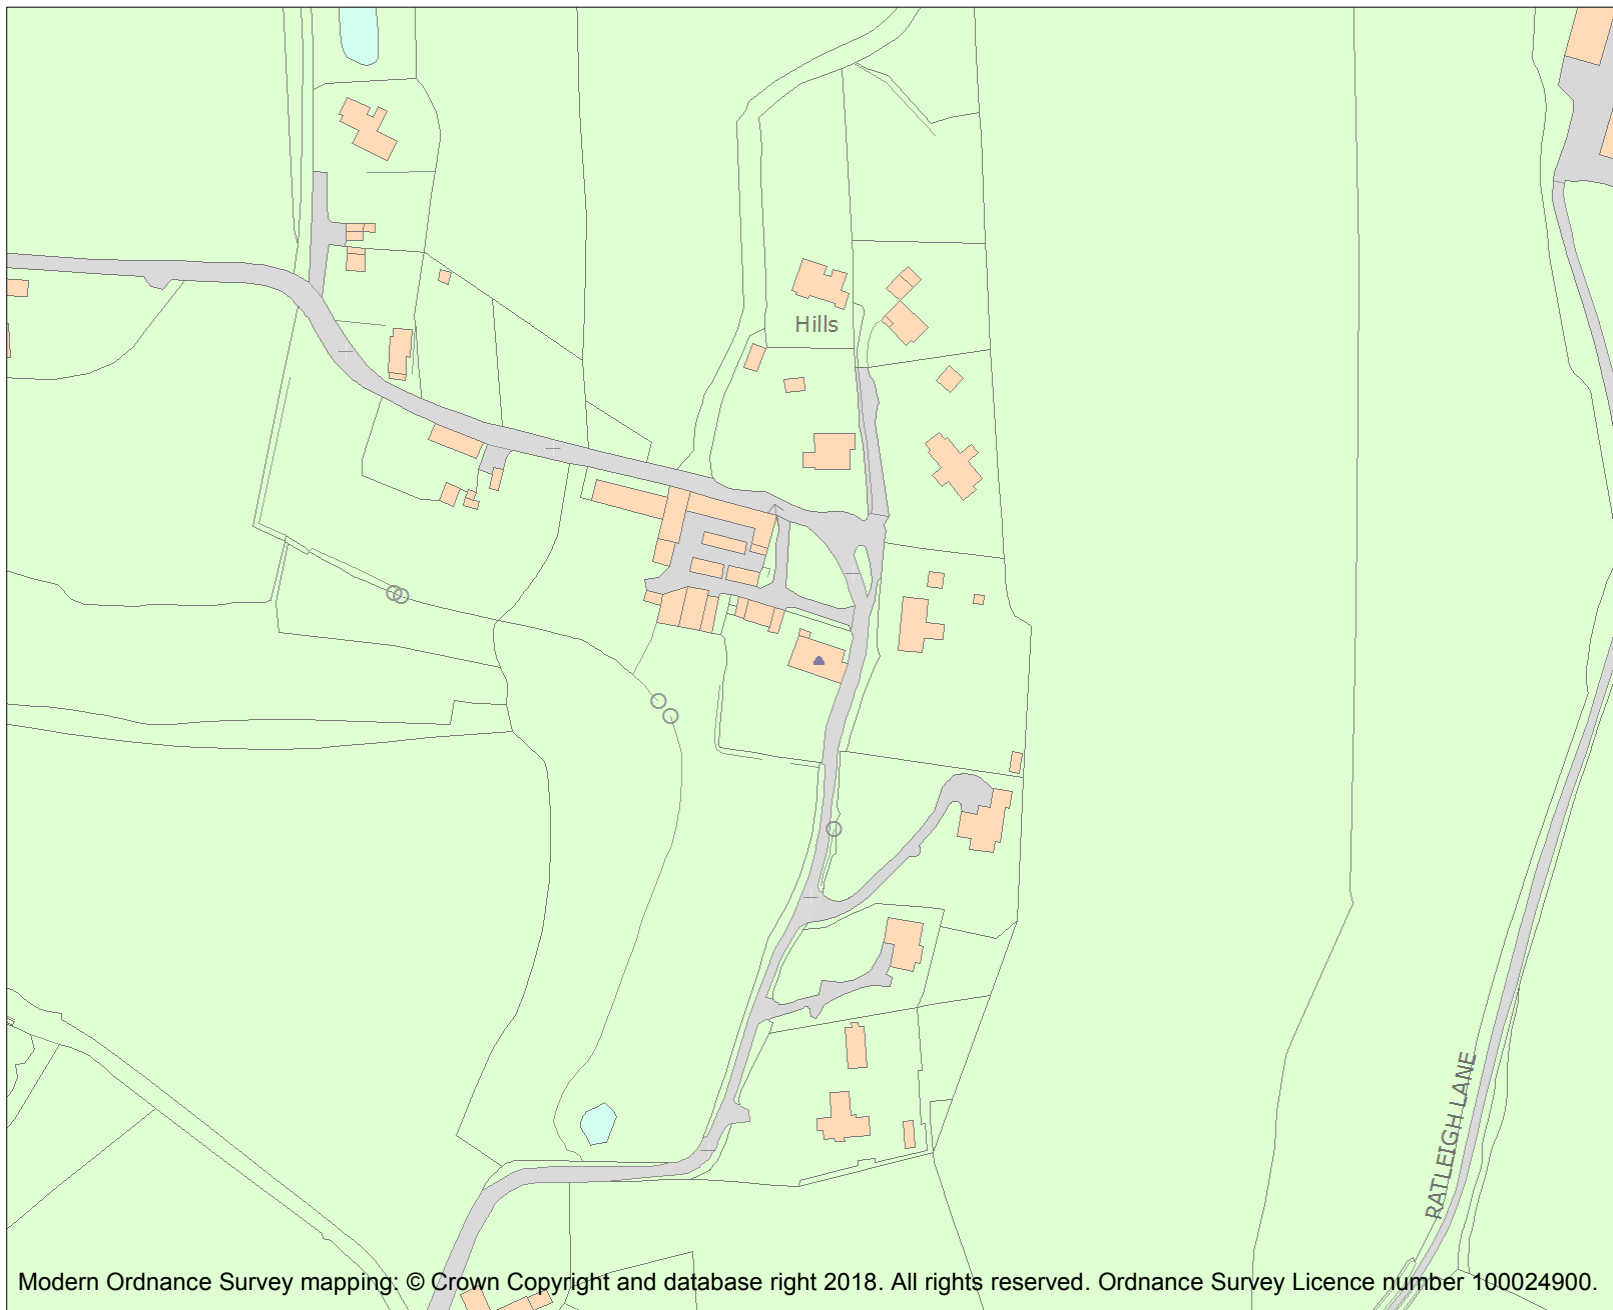 Hills
RATLEIGH LANE
Modern Ordnance Survey mapping: © Crown Copyright and database right 2018. All rights reserved. Ordnance Survey Licence number 100024900.